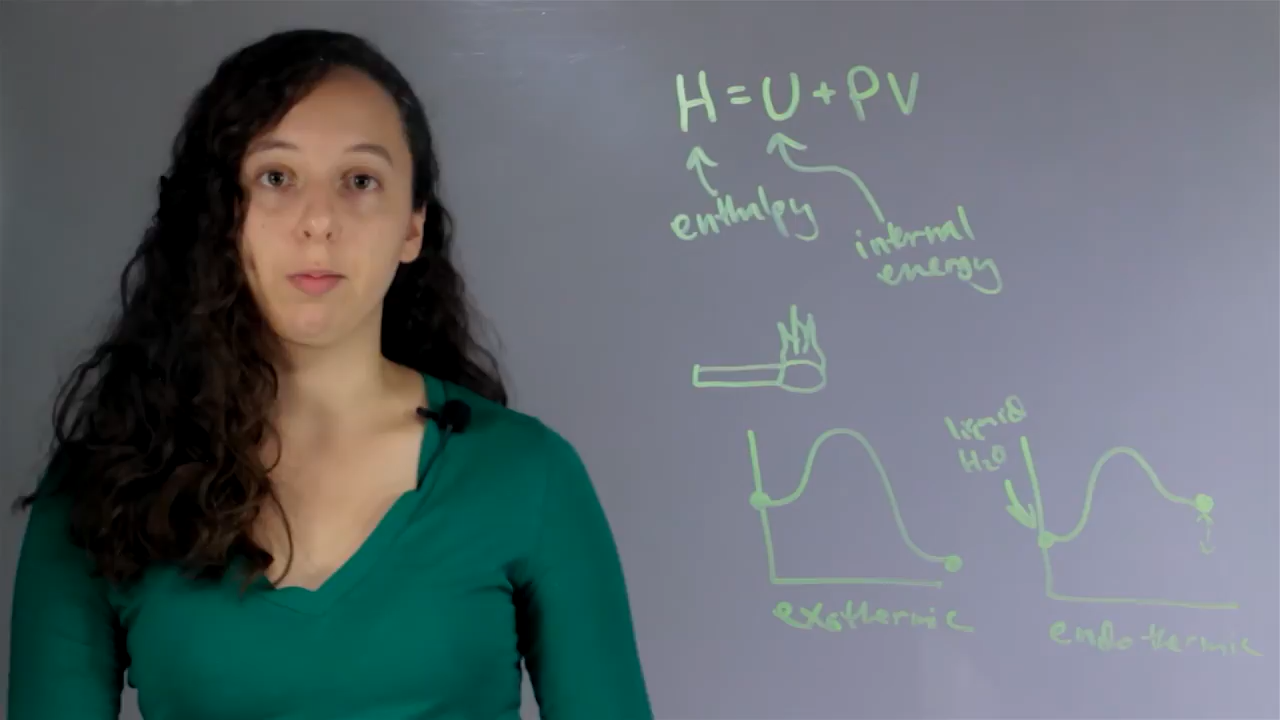 H = U + PV
enthalpy
internal
energy
liquid
H2O
exothermic
endothermic